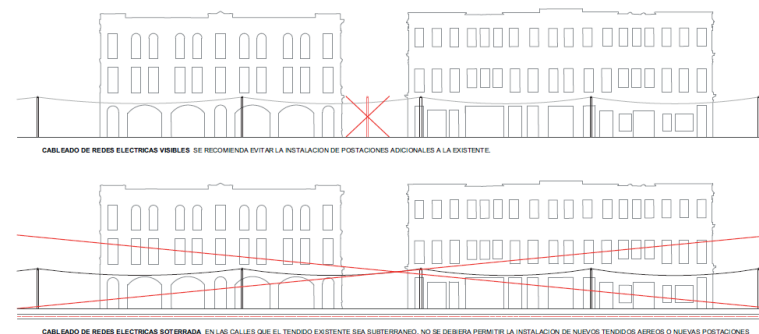 CABLEADO DE REDES ELECTRICAS VISIBLES SE RECOMIENDA EVITAR LA INSTALACION DE POSTACIONES ADICIONALES A LA EXISTENTE.
CABLEADO DE REDES ELECTRICAS SOTERRADA EN LAS CALLES QUE EL TENDIDO EXISTENTE SEA SUBTERRANEO, NO SE DEBIERA PERMITIR LA INSTALACION DE NUEVOS TENDIDOS AEREOS O NUEVAS POSTACIONES